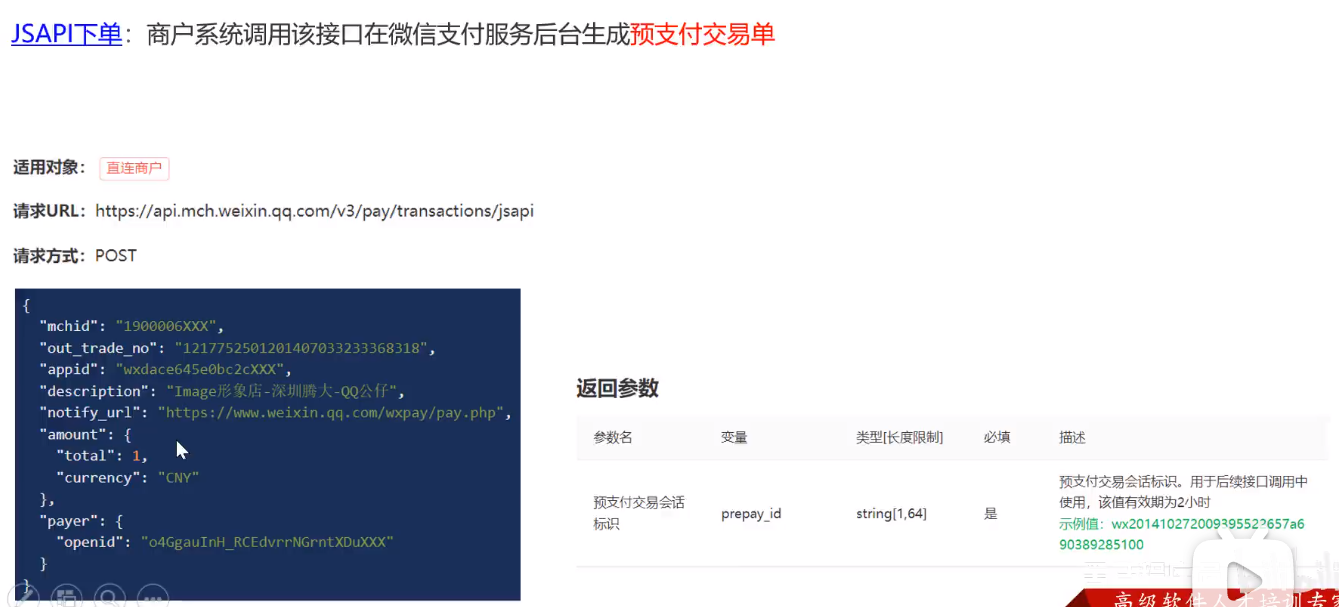 JSAPI下单：商户系统调用该接口在微信支付服务后台生成预支付交易单
适用对象： 直连商户
请求URL：https://api.mch.weixin.qq.com/v3/pay/transactions/jsapi
请求方式：POST
{
"mchid": "1900006XXX",
"out_trade_no": "1217752501201407033233368318",
"appid": "wxdace645e0bc2cXXX",
"description": "Image形象店-深圳腾大-QQ公仔",
"notify_url": "https://www.weixin.qq.com/wxpay/pay.php",
"amount": {
"total": 1,
"currency": "CNY"
},
"payer": {
"openid": "o4GgauInH_RCEdvrrNGrntXDuXXX"
}
}
返回参数
参数名 变量 类型[长度限制] 必填 描述
预支付交易会话标识。用于后续接口调用中
使用，该值有效期为2小时
预支付交易会话
标识 prepay_id string[1,64] 是
示例值：wx201410272009395522657a6
90389285100
高级软件人才培训专家